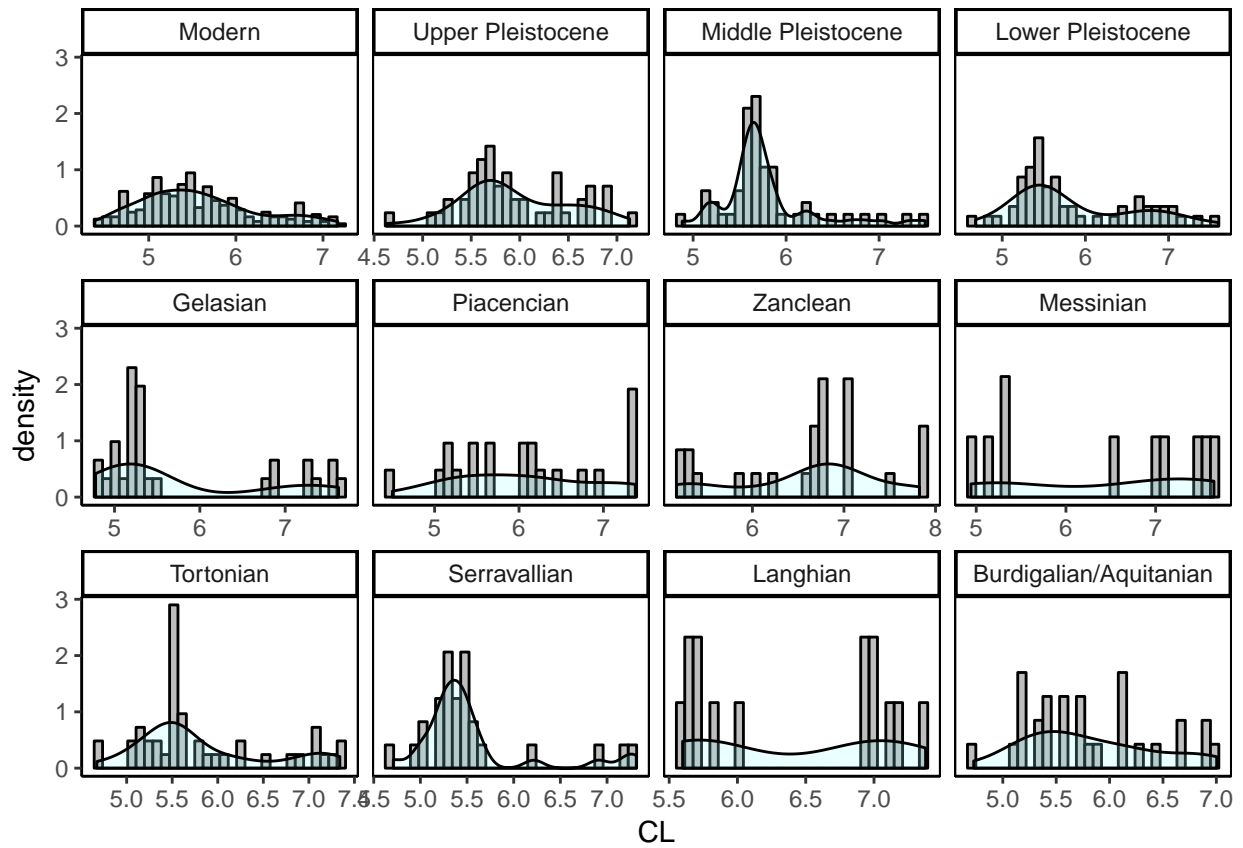 Modern
Upper Pleistocene
Middle Pleistocene
Lower Pleistocene
3
2
1
0
5 6 7
4.5 5.0 5.5 6.0 6.5 7.0
5 6 7
5 6 7
Gelasian
Piacencian
Zanclean
Messinian
density
3
2
1
0
5 6 7
5 6 7
6 7 8
5 6 7
Tortonian
Serravallian
Langhian
Burdigalian/Aquitanian
3
2
1
0
5.0 5.5 6.0 6.5 7.0
5.0 5.5 6.0 6.5 7.0
5.5 6.0 6.5 7.0
5.0 5.5 6.0 6.5 7.0
CL